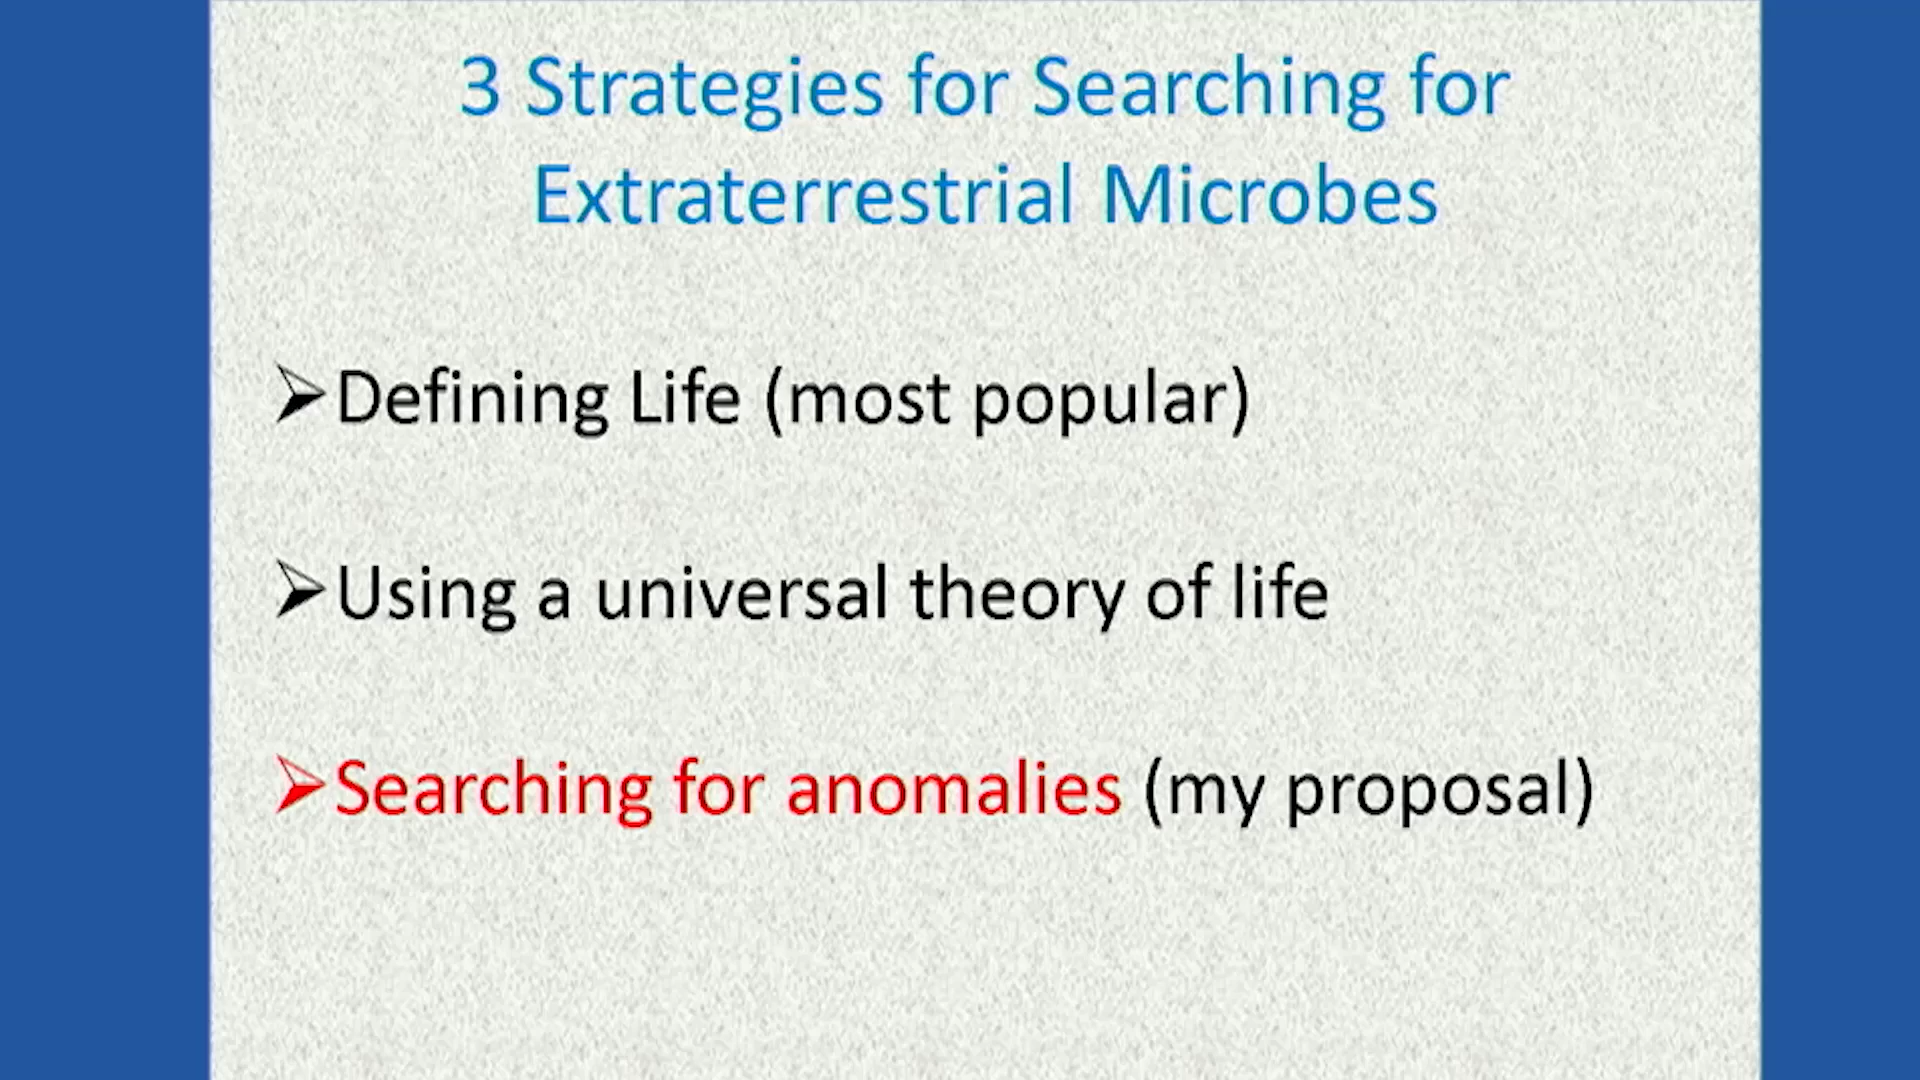 3 Strategies for Searching for
Extraterrestrial Microbes
Defining Life (most popular)
Using a universal theory of life
Searching for anomalies (my proposal)